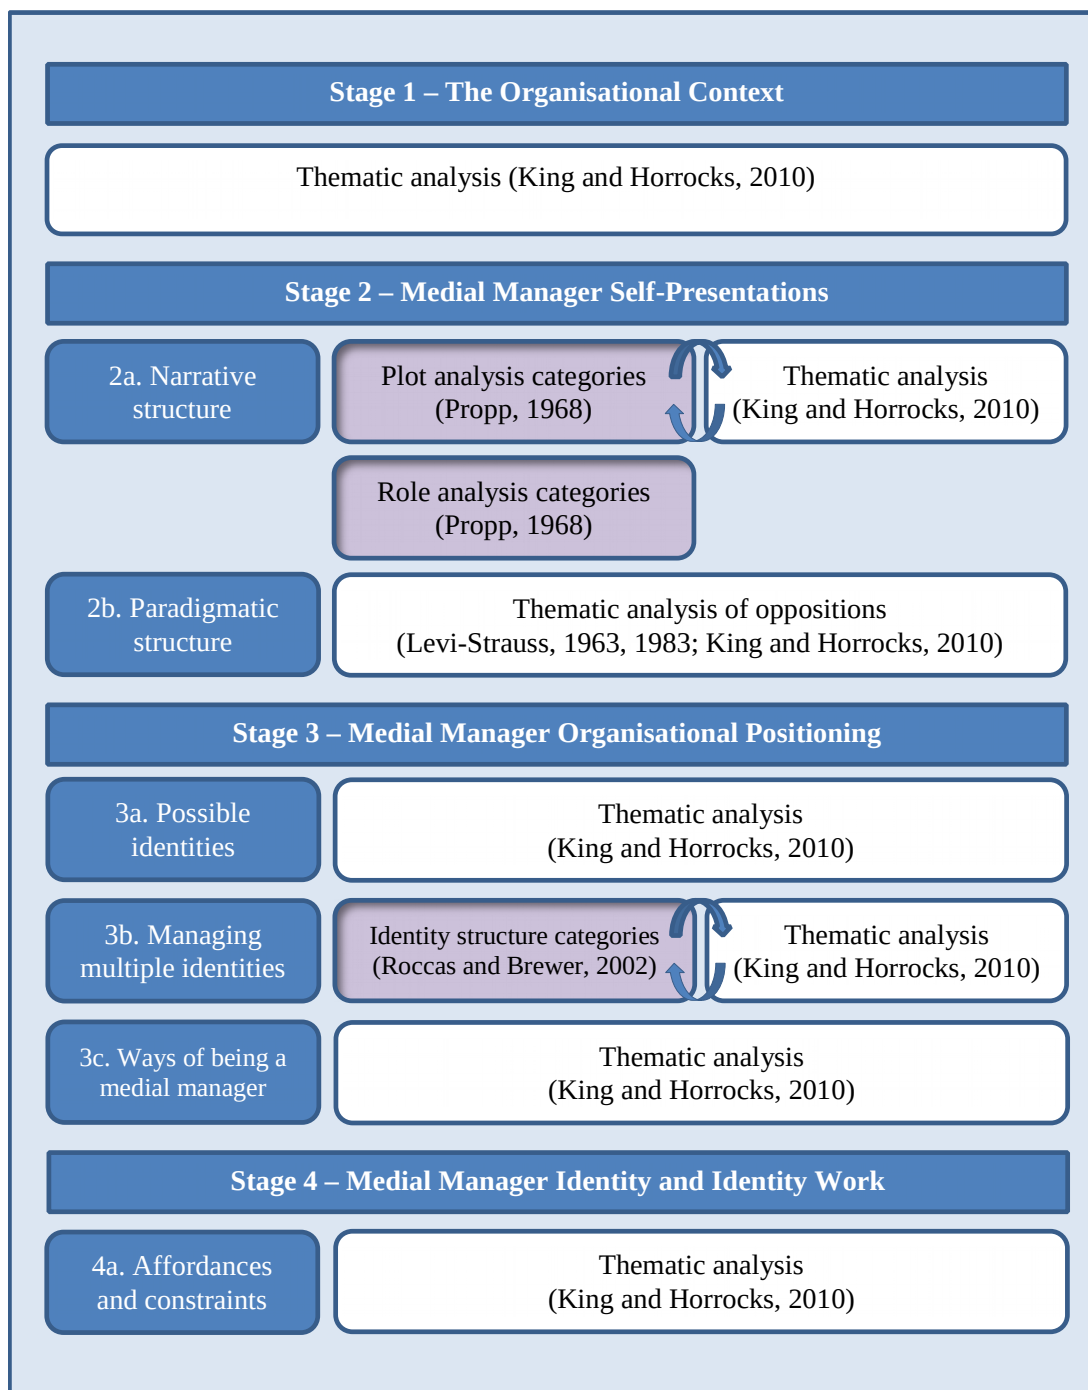 Stage 1 – The Organisational Context
Thematic analysis (King and Horrocks, 2010)
Stage 2 – Medial Manager Self-Presentations
2a. Narrative
structure
Plot analysis categories
(Propp, 1968)
Thematic analysis
(King and Horrocks, 2010)
Role analysis categories
(Propp, 1968)
2b. Paradigmatic
structure
Thematic analysis of oppositions
(Levi-Strauss, 1963, 1983; King and Horrocks, 2010)
Stage 3 – Medial Manager Organisational Positioning
3a. Possible
identities
Thematic analysis
(King and Horrocks, 2010)
3b. Managing
multiple identities
Identity structure categories
(Roccas and Brewer, 2002)
Thematic analysis
(King and Horrocks, 2010)
3c. Ways of being a
medial manager
Thematic analysis
(King and Horrocks, 2010)
Stage 4 – Medial Manager Identity and Identity Work
4a. Affordances
and constraints
Thematic analysis
(King and Horrocks, 2010)